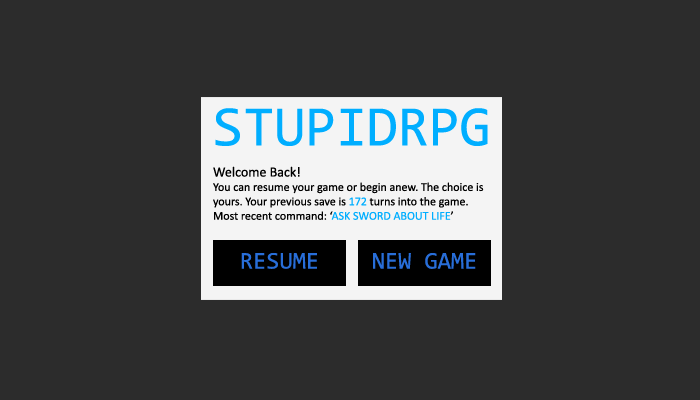 STUPIDRPG
Welcome Back!
You can resume your game or begin anew. The choice is
yours. Your previous save is 172 turns into the game.
Most recent command: ‘ASK SWORD ABOUT LIFE’
RESUME
NEW GAME